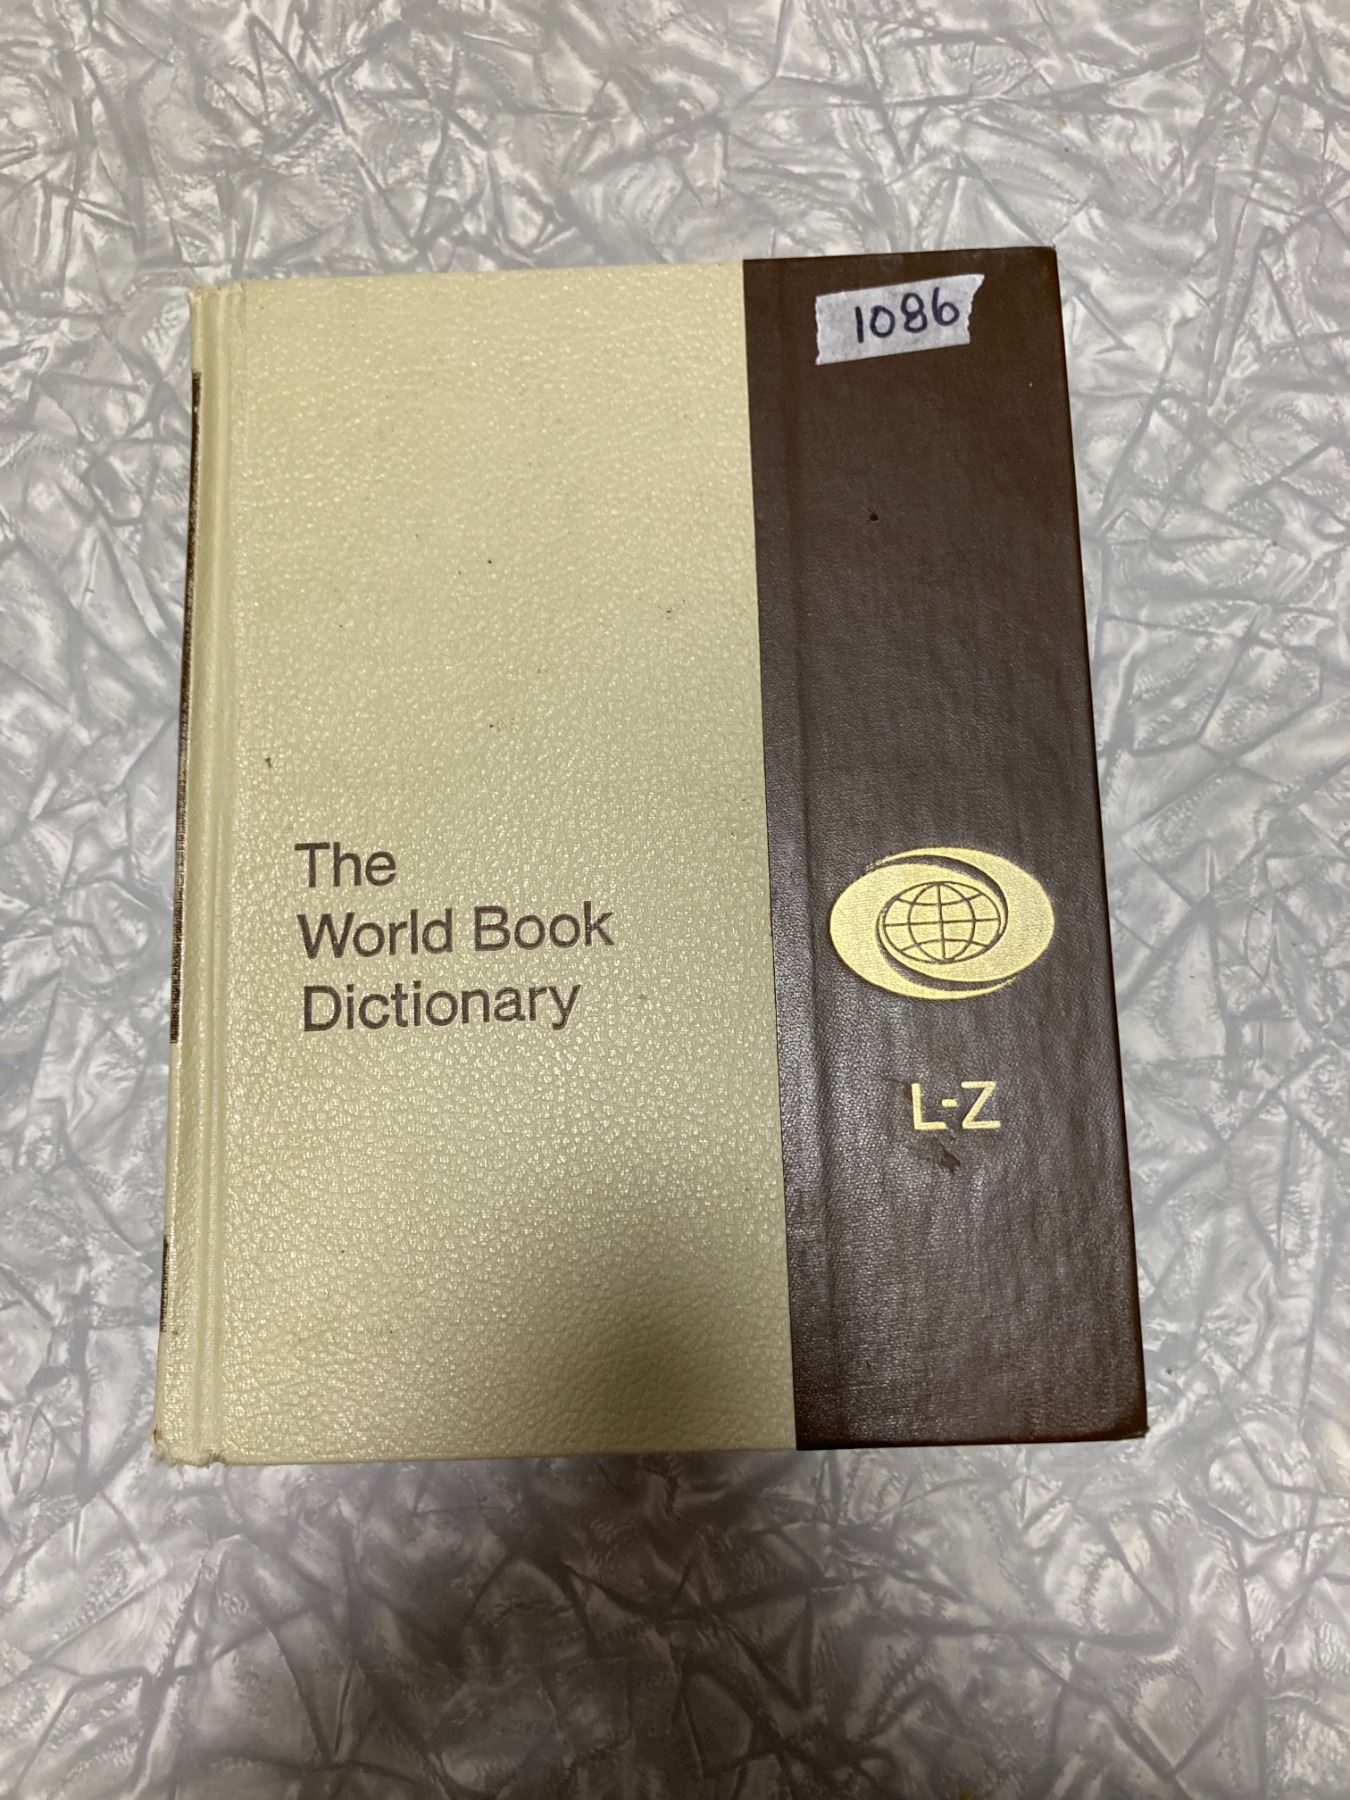 1086
The
World Book
Dictionary
L-Z